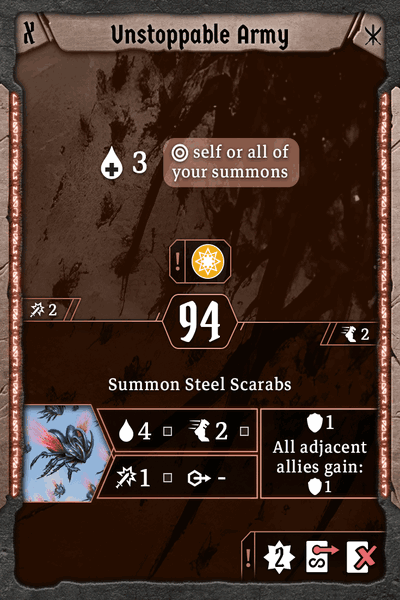 Unstoppable Army
3
self or all of
your summons
!
2
94
2
Summon Steel Scarabs
4
2
1
-
1
All adjacent
allies gain:
1
!
2